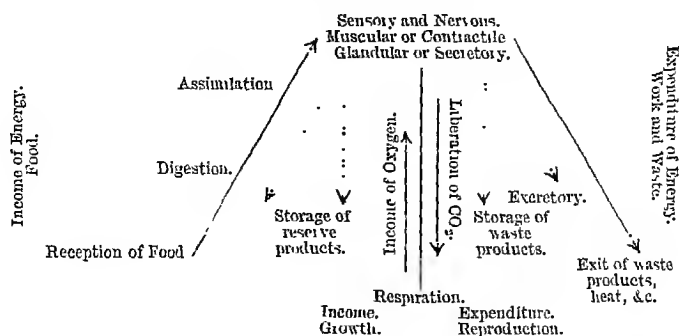 Sensory and Nervous.
Muscular or Contractile
Glandular or Secretory.
Assimilation
Digestion.
Reception of Food
Income of Energy.
Food.
Storage of
reserve
products.
Income of Oxygen.
Liberation of CO₂.
Storage of
waste
products.
Excretory.
Exit of waste
products,
heat, &c.
Expenditure of Energy.
Work and Waste.
Respiration.
Income.
Growth.
Expenditure.
Reproduction.